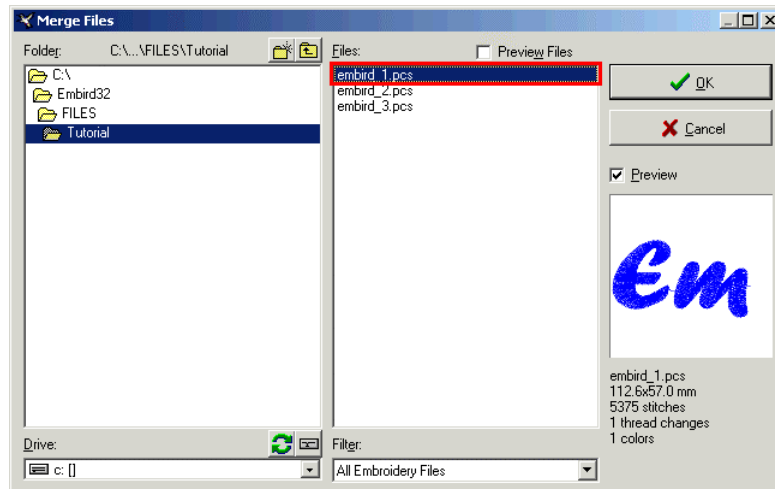 Merge Files
Folder: C:\...\FILES\Tutorial
C:\
Embird32
FILES
Tutorial
Drive:
c: []
Files:
Preview Files
embird_1.pcs
embird_2.pcs
embird_3.pcs
Filter:
All Embroidery Files
OK
Cancel
Preview
Em
embird_1.pcs
112.6x57.0 mm
5375 stitches
1 thread changes
1 colors